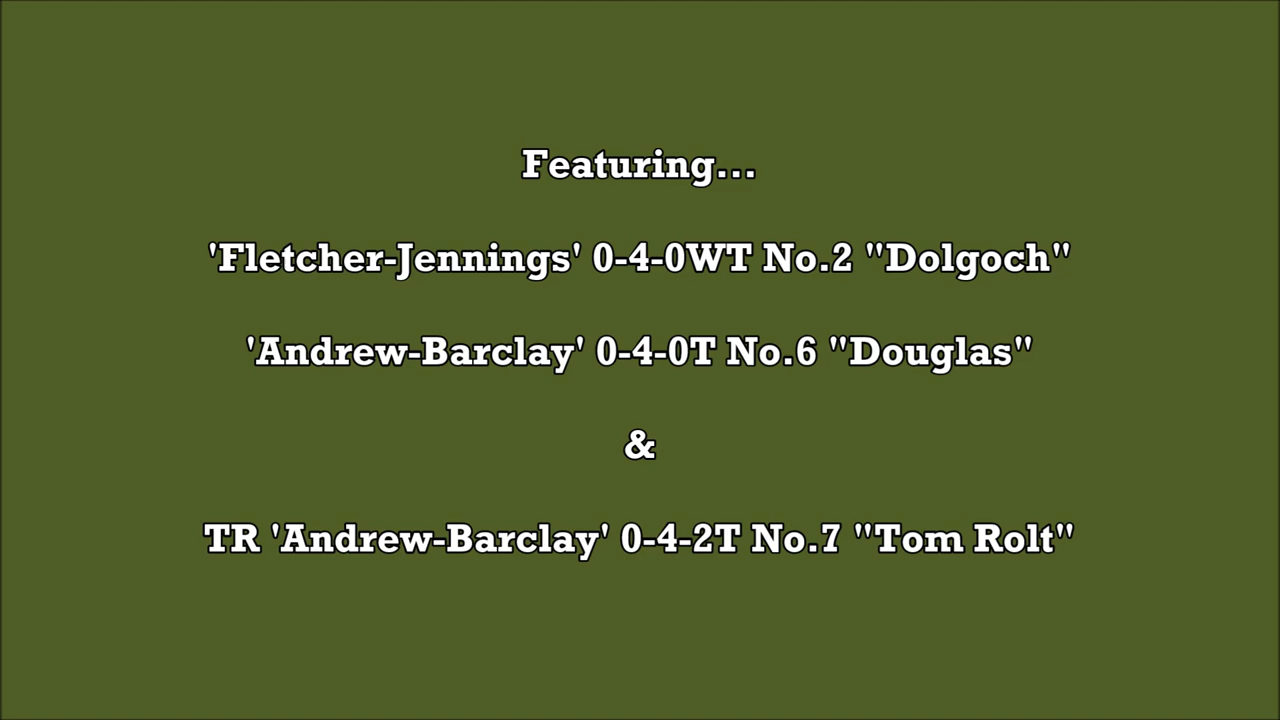 Featuring...
'Fletcher-Jennings' 0-4-0WT No.2 "Dolgoch"
'Andrew-Barclay' 0-4-0T No.6 "Douglas"
&
TR 'Andrew-Barclay' 0-4-2T No.7 "Tom Rolt"